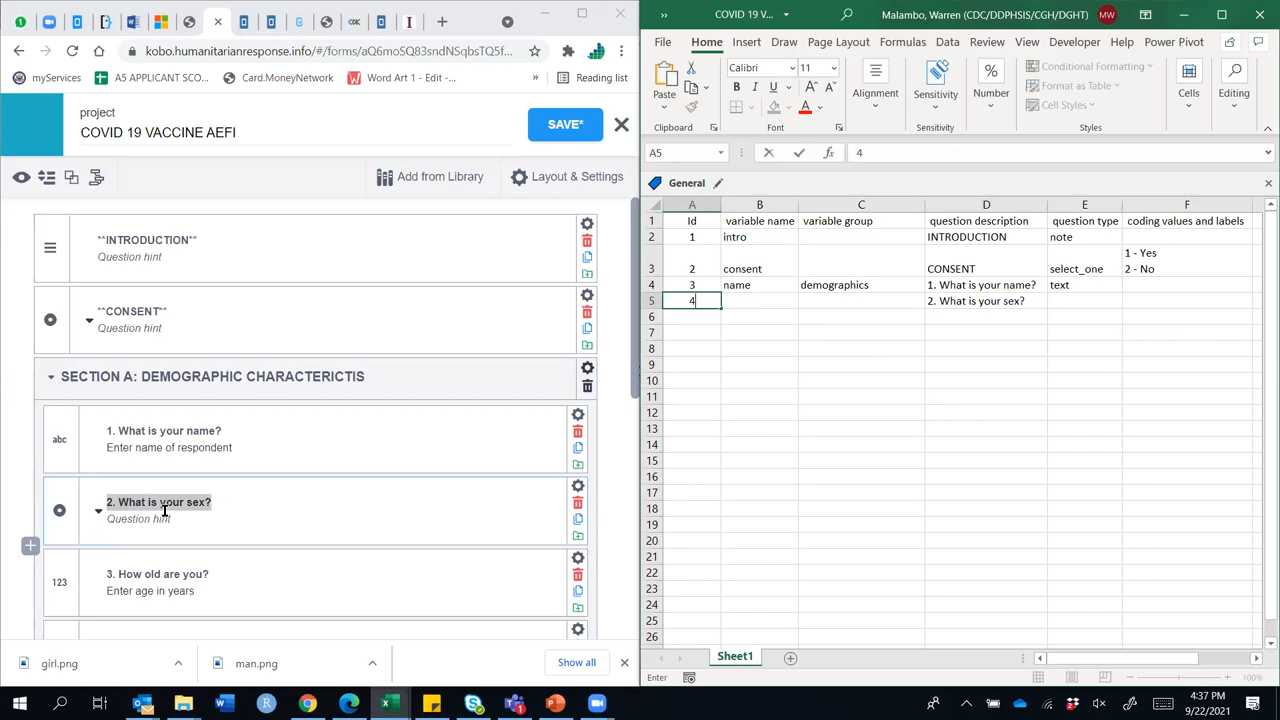 kobo.humanitarianresponse.info/#/forms/aQ6moSQ83sndNSqbsTQ5f...
myServices
A5 APPLICANT SCO...
Card.MoneyNetwork
Word Art 1 - Edit -...
»
Reading list
project
COVID 19 VACCINE AEFI
SAVE*
Add from Library
Layout & Settings
**INTRODUCTION**
Question hint
**CONSENT**
Question hint
SECTION A: DEMOGRAPHIC CHARACTERICTIS
abc
1. What is your name?
Enter name of respondent
2. What is your sex?
Question hint
123
3. How old are you?
Enter age in years
girl.png
man.png
Show all
COVID 19 V...
Malambo, Warren (CDC/DDPHSIS/CGH/DGHT)
MW
File
Home
Insert
Draw
Page Layout
Formulas
Data
Review
View
Developer
Help
Power Pivot
Paste
Calibri
11
B
I
U
A
A
A
Alignment
Sensitivity
%
Number
Conditional Formatting
Format as Table
Cell Styles
Cells
Editing
Clipboard
Font
Sensitivity
Styles
A5
fx
4
General
A B C D E F
1 Id variable name variable group question description question type coding values and labels
2 1 intro INTRODUCTION note
1 - Yes
3 2 consent CONSENT select_one 2 - No
4 3 name demographics 1. What is your name? text
5 4 2. What is your sex?
6
7
8
9
10
11
12
13
14
15
16
17
18
19
20
21
22
23
24
25
26
Sheet1
Enter
100%
4:37 PM
9/22/2021